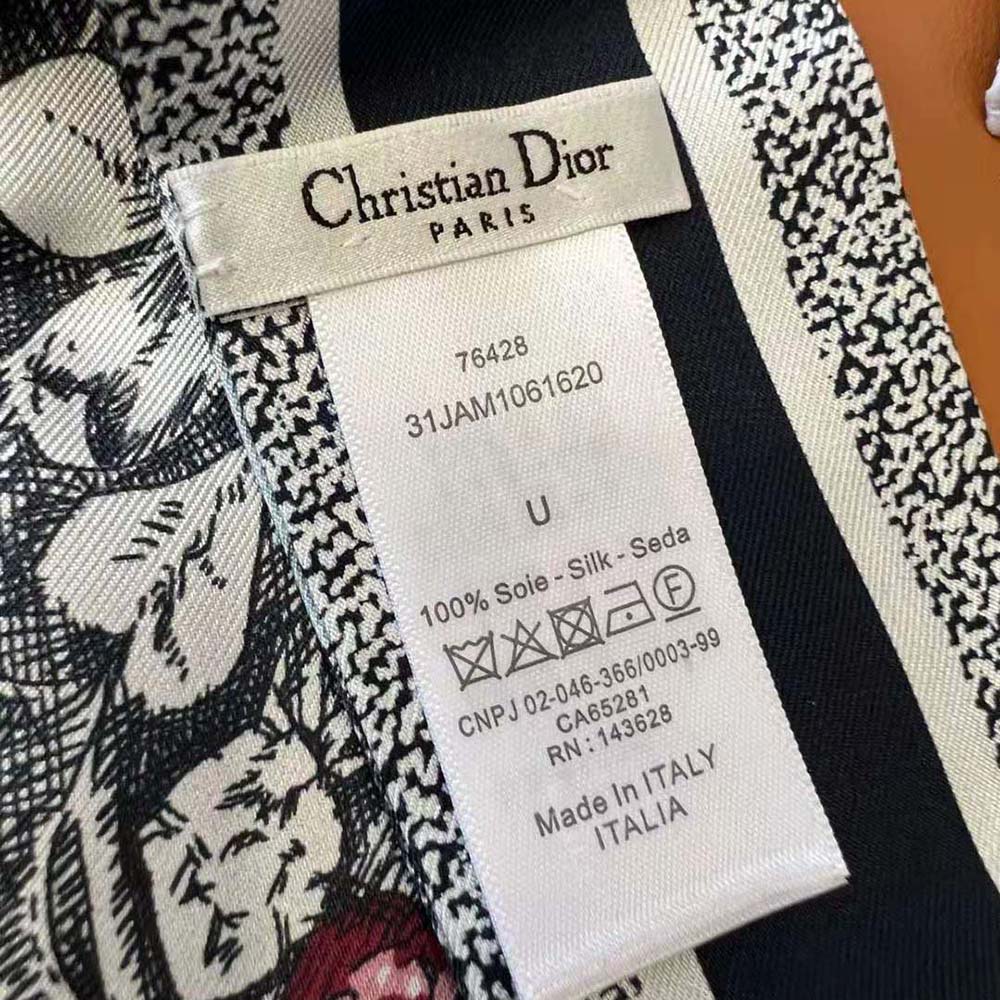 Christian Dior
PARIS
76428
31JAM1061620
U
100% Soie - Silk - Seda
F
CNPJ 02-046-366/0003-99
CA65281
RN : 143628
Made In ITALY
ITALIA